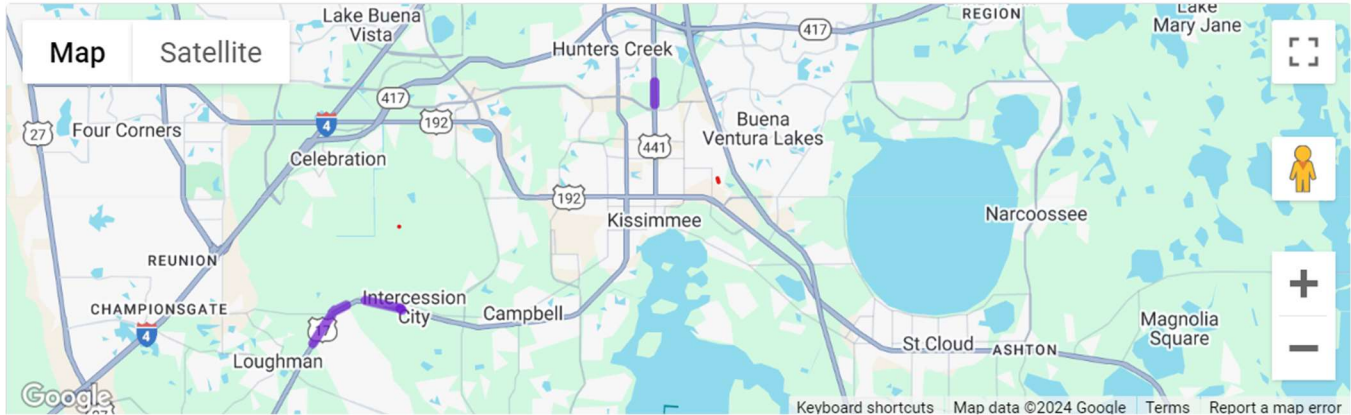 Map
Satellite
Lake Buena
Vista
Hunters Creek
417
REGION
Lake
Mary Jane
27
Four Corners
4
417
192
Celebration
441
Buena
Ventura Lakes
192
Kissimmee
Narcoossee
REUNION
CHAMPIONSGATE
4
Intercession
City
17
Loughman
Campbell
St Cloud
ASHTON
Magnolia
Square
Google
27
Keyboard shortcuts
Map data ©2024 Google
Terms
Report a map error